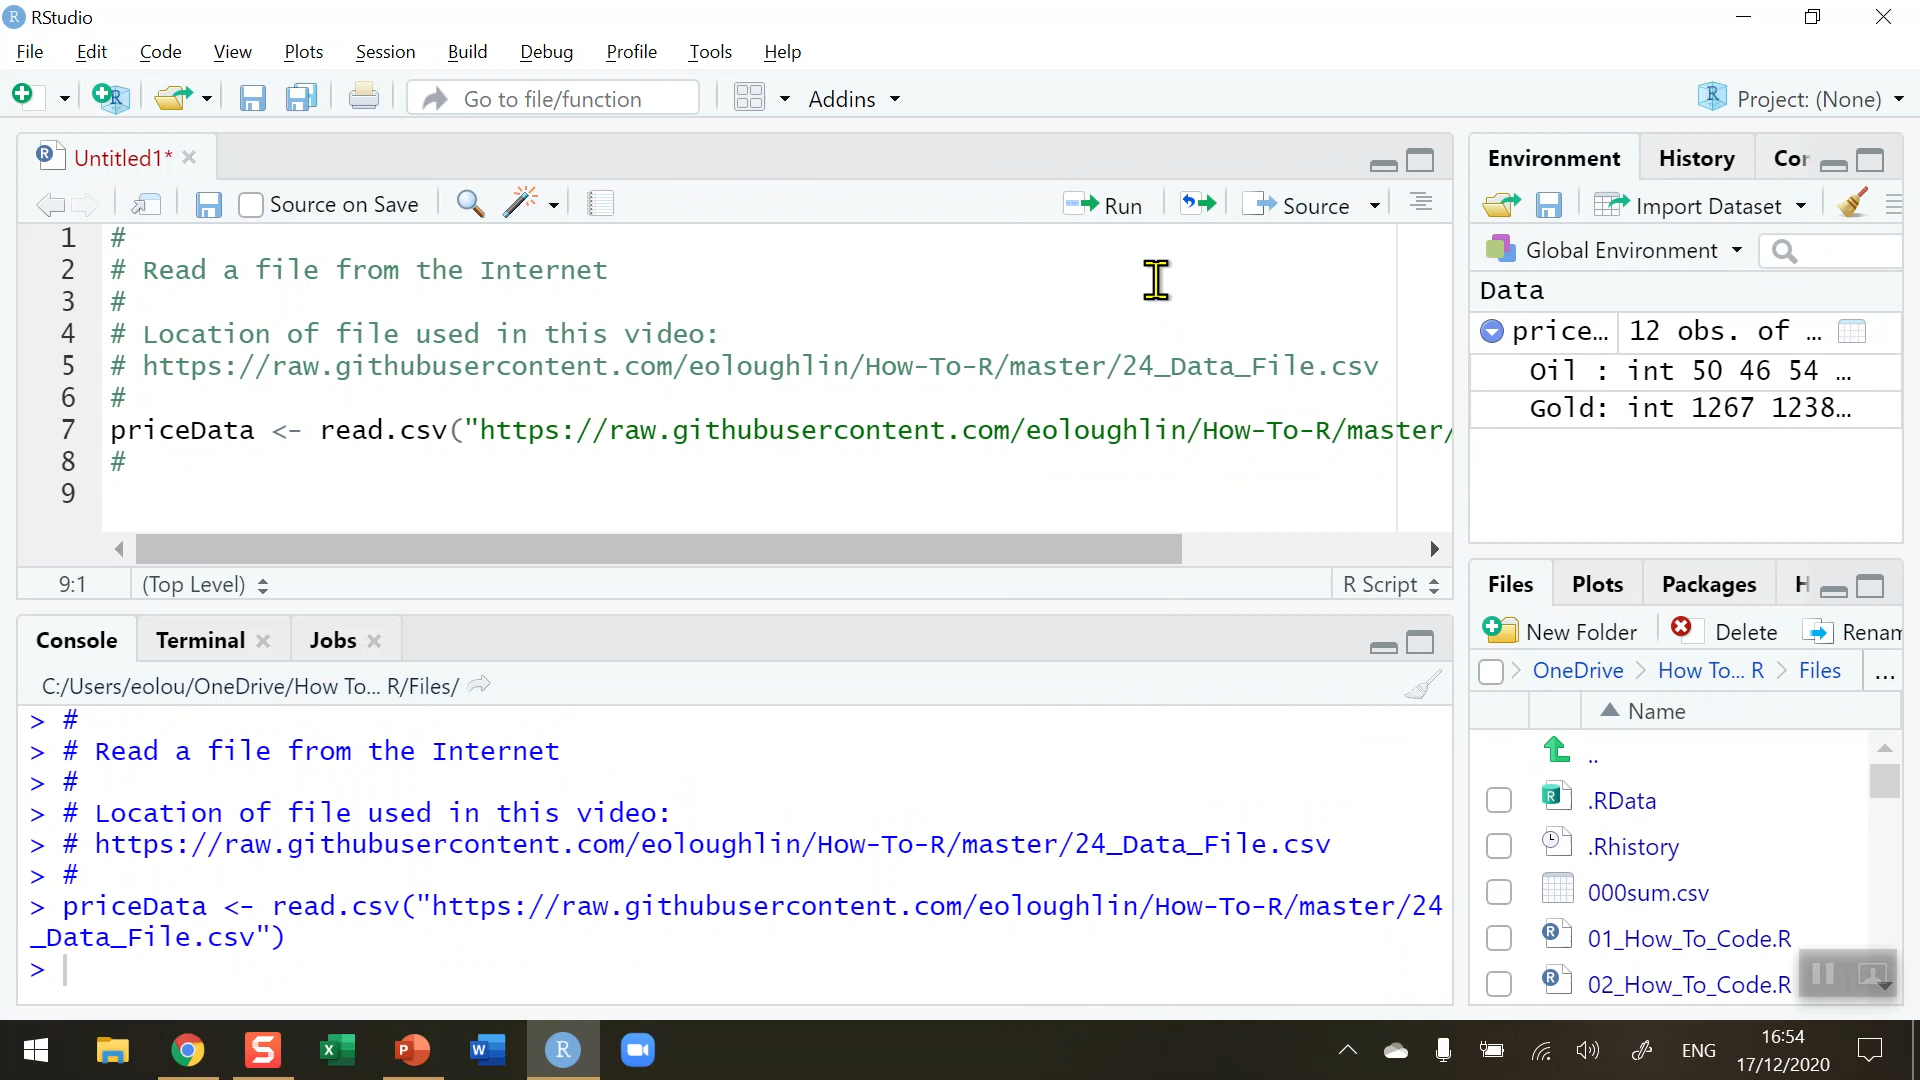 RStudio
File Edit Code View Plots Session Build Debug Profile Tools Help
Go to file/function Addins Project: (None)
Untitled1*
Source on Save Run Source
1 #
2 # Read a file from the Internet
3 #
4 # Location of file used in this video:
5 # https://raw.githubusercontent.com/eoloughlin/How-To-R/master/24_Data_File.csv
6 #
7 priceData <- read.csv("https://raw.githubusercontent.com/eoloughlin/How-To-R/master/
8 #
9
9:1 (Top Level) R Script
Console Terminal Jobs
C:/Users/eolou/OneDrive/How To... R/Files/
> #
> # Read a file from the Internet
> #
> # Location of file used in this video:
> # https://raw.githubusercontent.com/eoloughlin/How-To-R/master/24_Data_File.csv
> #
> priceData <- read.csv("https://raw.githubusercontent.com/eoloughlin/How-To-R/master/24
_Data_File.csv")
>
Environment History Cor
Import Dataset
Global Environment
Data
price... 12 obs. of ...
Oil : int 50 46 54 ...
Gold: int 1267 1238...
Files Plots Packages H
New Folder Delete Renam
OneDrive How To... R Files ...
Name
..
.RData
.Rhistory
000sum.csv
01_How_To_Code.R
02_How_To_Code.R
ENG 16:54
17/12/2020